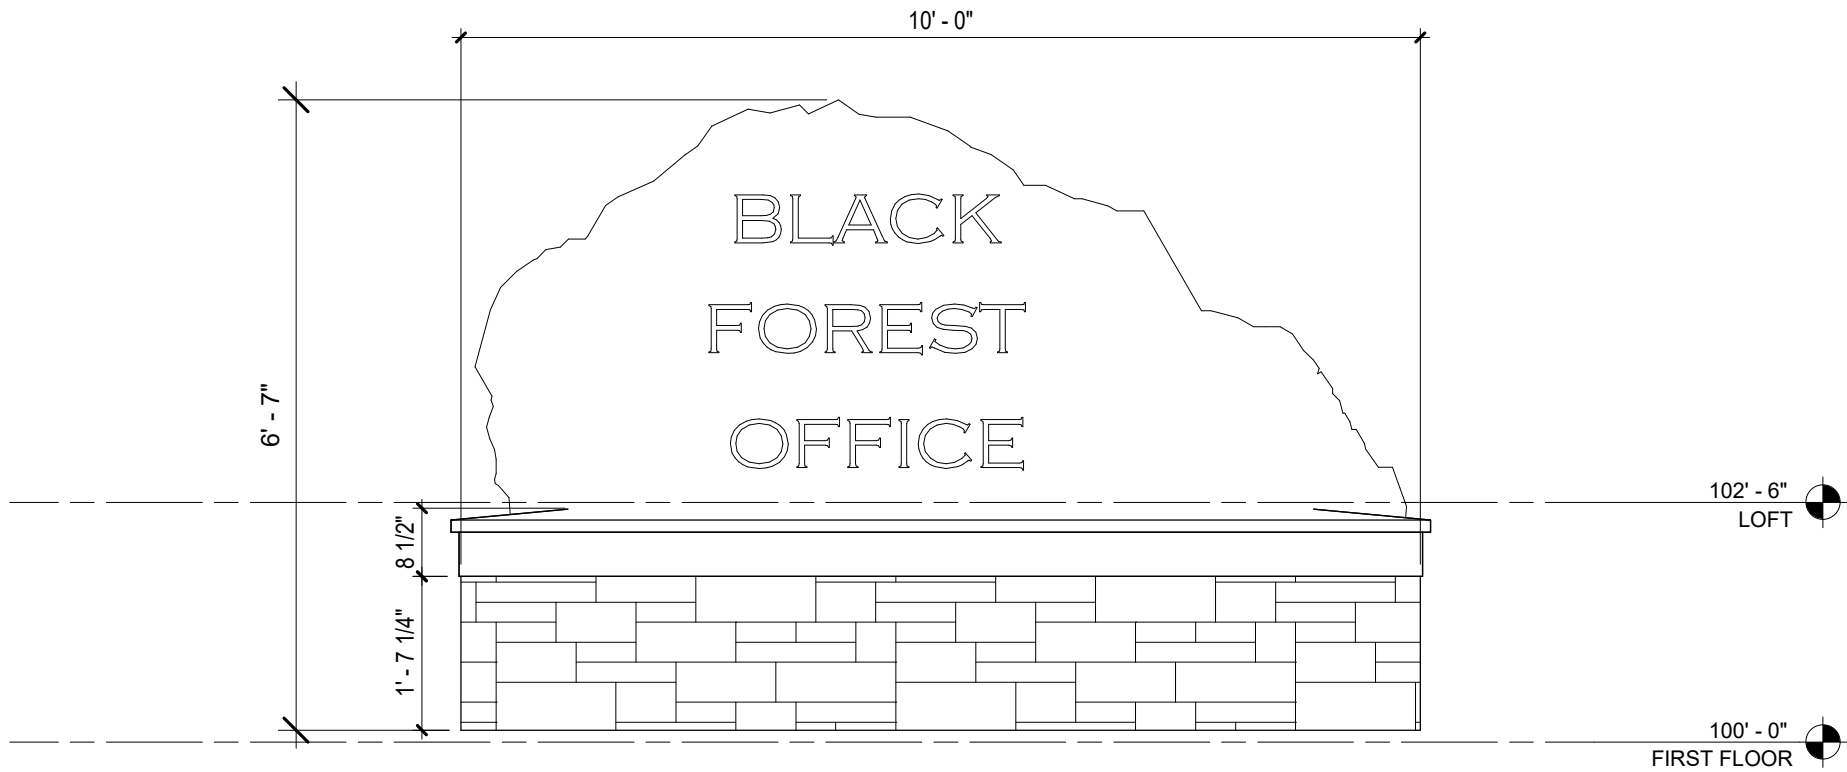 10' - 0"
BLACK
FOREST
OFFICE
6' - 7"
8 1/2"
1' - 7 1/4"
102' - 6"
LOFT
100' - 0"
FIRST FLOOR